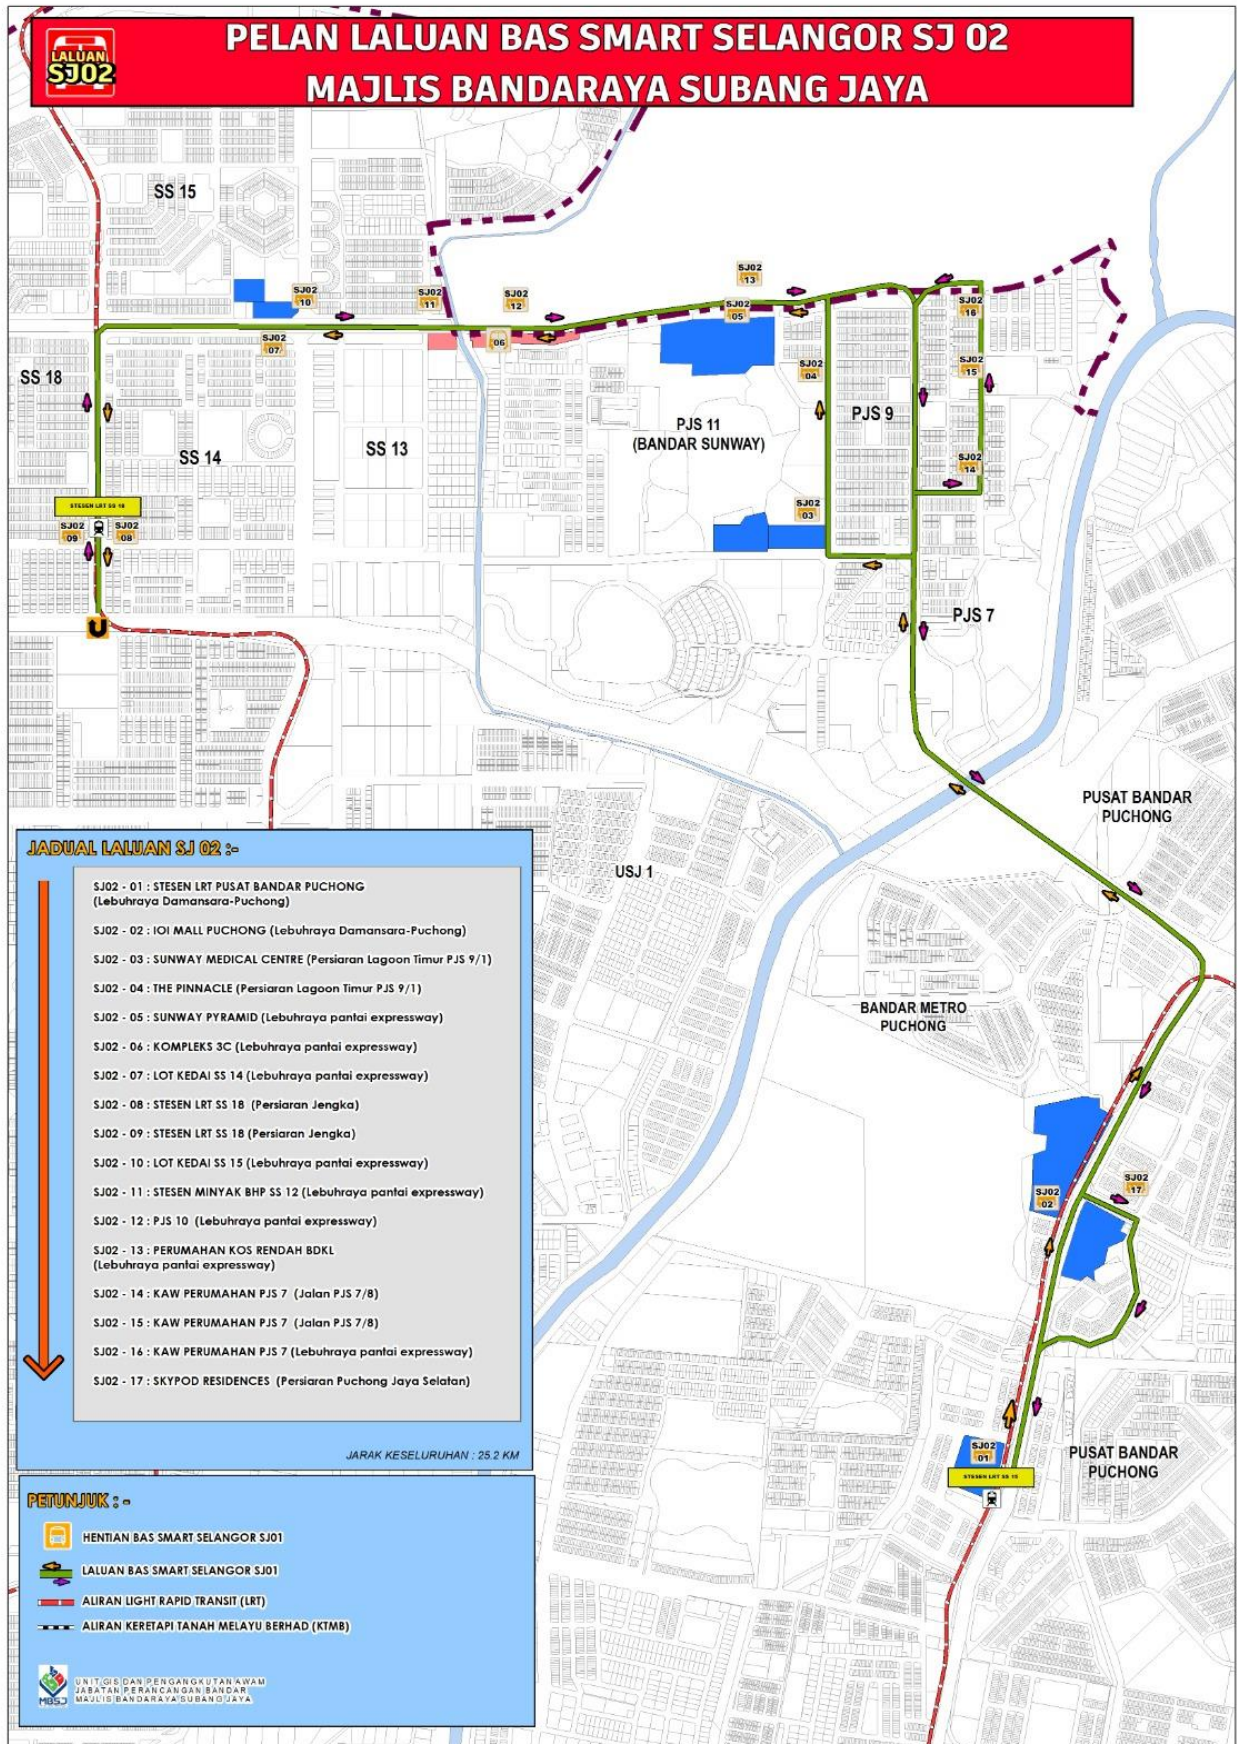 LALUAN
SJ02
PELAN LALUAN BAS SMART SELANGOR SJ 02
MAJLIS BANDARAYA SUBANG JAYA
SS 15
SJ02
13
SJ02
10
SJ02
11
SJ02
12
SJ02
05
SJ02
16
SJ02
07
06
SJ02
04
SJ02
15
SS 18
PJS 9
PJS 11
(BANDAR SUNWAY)
SS 14
SS 13
SJ02
14
STESEN LRT SS 18
SJ02
03
SJ02
09
SJ02
08
PJS 7
PUSAT BANDAR
PUCHONG
USJ 1
BANDAR METRO
PUCHONG
SJ02
02
SJ02
17
SJ02
01
STESEN LRT SS 15
PUSAT BANDAR
PUCHONG
JADUAL LALUAN SJ 02 :-
SJ02 - 01 : STESEN LRT PUSAT BANDAR PUCHONG
(Lebuhraya Damansara-Puchong)
SJ02 - 02 : IOI MALL PUCHONG (Lebuhraya Damansara-Puchong)
SJ02 - 03 : SUNWAY MEDICAL CENTRE (Persiaran Lagoon Timur PJS 9/1)
SJ02 - 04 : THE PINNACLE (Persiaran Lagoon Timur PJS 9/1)
SJ02 - 05 : SUNWAY PYRAMID (Lebuhraya pantai expressway)
SJ02 - 06 : KOMPLEKS 3C (Lebuhraya pantai expressway)
SJ02 - 07 : LOT KEDAI SS 14 (Lebuhraya pantai expressway)
SJ02 - 08 : STESEN LRT SS 18 (Persiaran Jengka)
SJ02 - 09 : STESEN LRT SS 18 (Persiaran Jengka)
SJ02 - 10 : LOT KEDAI SS 15 (Lebuhraya pantai expressway)
SJ02 - 11 : STESEN MINYAK BHP SS 12 (Lebuhraya pantai expressway)
SJ02 - 12 : PJS 10 (Lebuhraya pantai expressway)
SJ02 - 13 : PERUMAHAN KOS RENDAH BDKL
(Lebuhraya pantai expressway)
SJ02 - 14 : KAW PERUMAHAN PJS 7 (Jalan PJS 7/8)
SJ02 - 15 : KAW PERUMAHAN PJS 7 (Jalan PJS 7/8)
SJ02 - 16 : KAW PERUMAHAN PJS 7 (Lebuhraya pantai expressway)
SJ02 - 17 : SKYPOD RESIDENCES (Persiaran Puchong Jaya Selatan)
JARAK KESELURUHAN : 25.2 KM
PETUNJUK : -
HENTIAN BAS SMART SELANGOR SJ01
LALUAN BAS SMART SELANGOR SJ01
ALIRAN LIGHT RAPID TRANSIT (LRT)
ALIRAN KERETAPI TANAH MELAYU BERHAD (KTMB)
MBSJ
UNIT GIS DAN PENGANGKUTAN AWAM
JABATAN PERANCANGAN BANDAR
MAJLIS BANDARAYA SUBANG JAYA